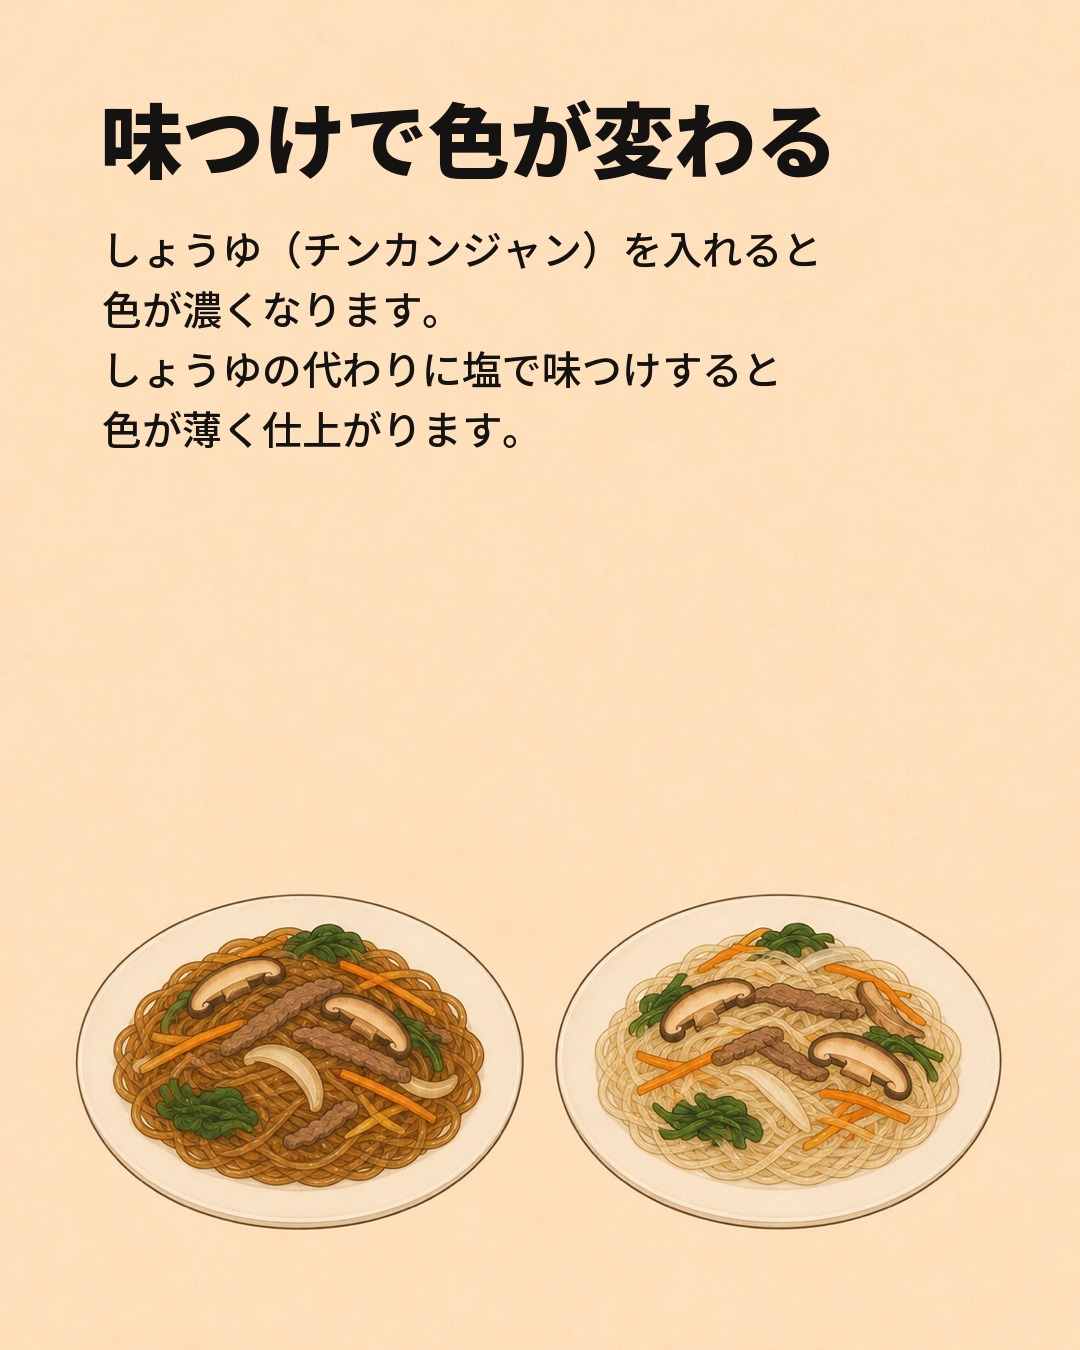 味つけで色が変わる
しょうゆ（チンカンジャン）を入れると
色が濃くなります。
しょうゆの代わりに塩で味つけすると
色が薄く仕上がります。